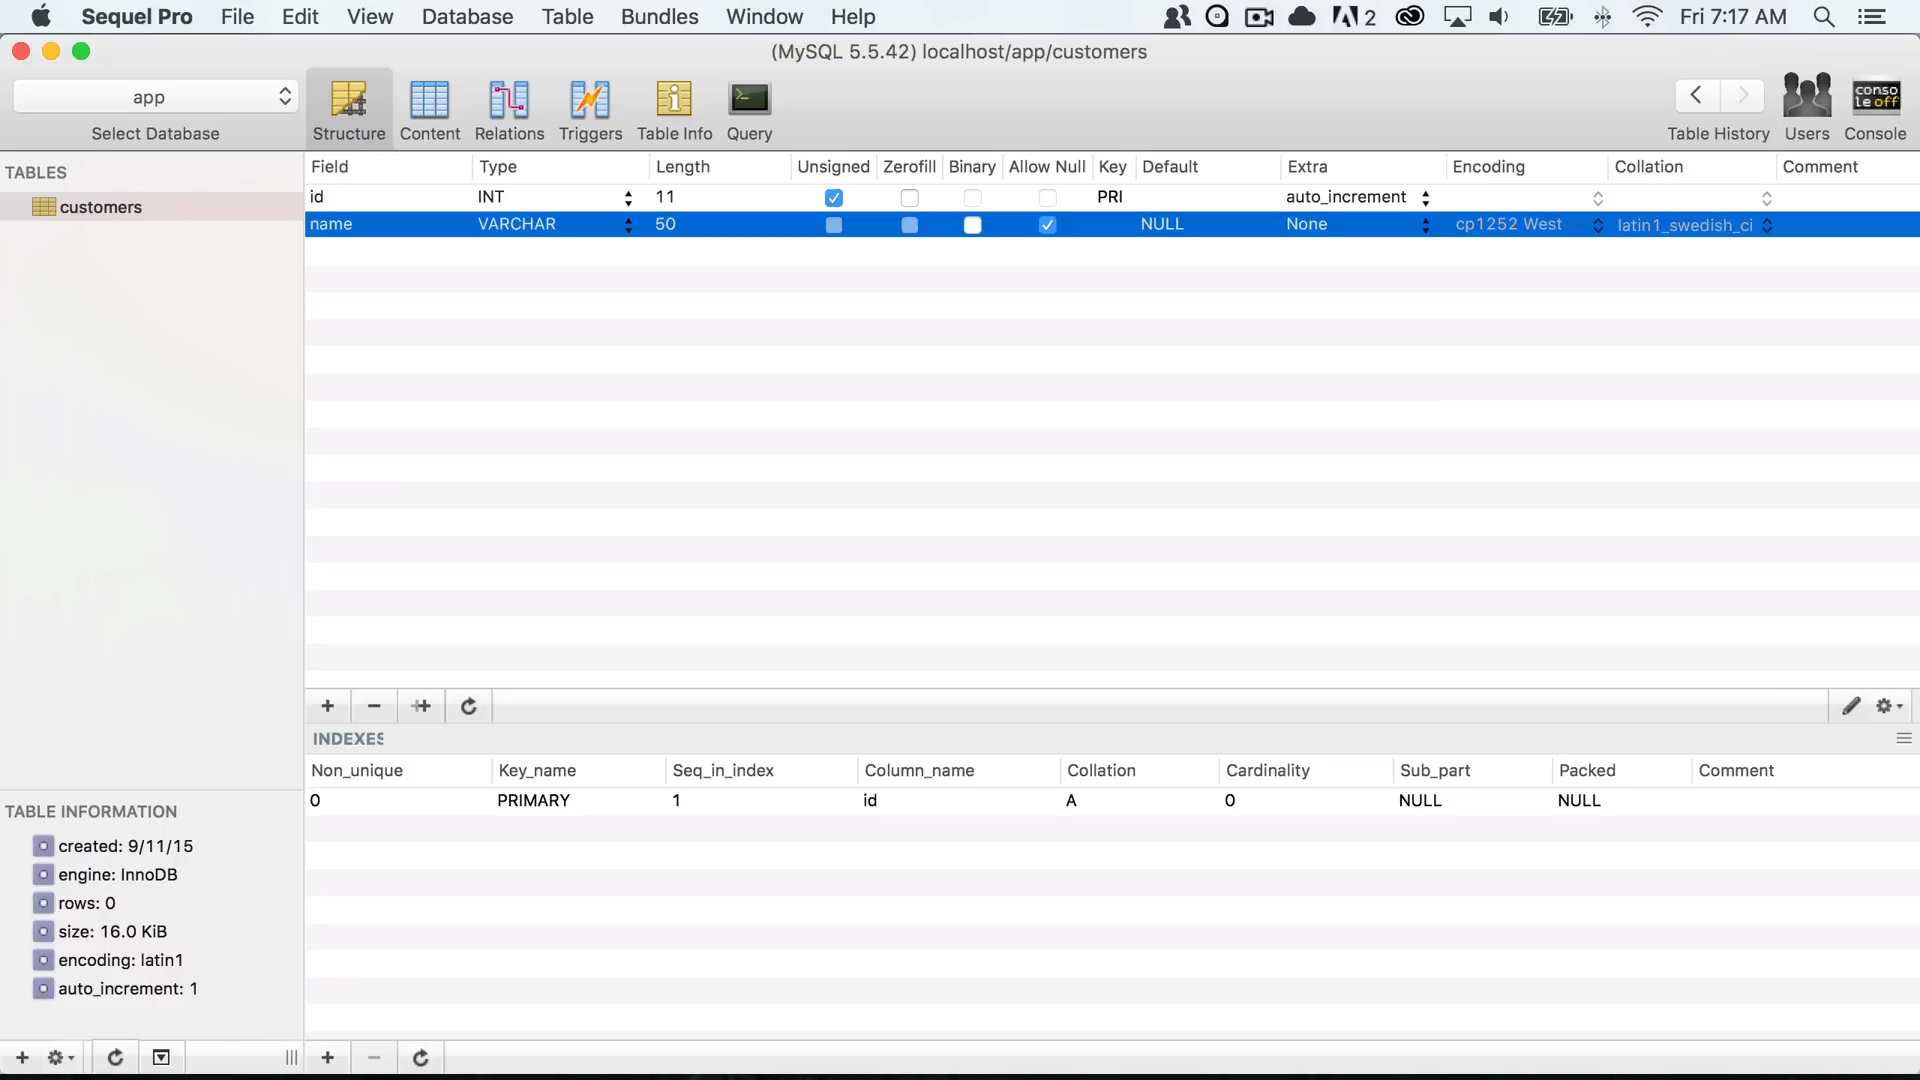 Sequel Pro File Edit View Database Table Bundles Window Help 2 Fri 7:17 AM
(MySQL 5.5.42) localhost/app/customers
app
Select Database Structure Content Relations Triggers Table Info Query Table History Users Console
conso
le off
TABLES
customers
Field Type Length Unsigned Zerofill Binary Allow Null Key Default Extra Encoding Collation Comment
id INT 11 PRI auto_increment
name VARCHAR 50 NULL None cp1252 West latin1_swedish_ci
INDEXES
Non_unique Key_name Seq_in_index Column_name Collation Cardinality Sub_part Packed Comment
0 PRIMARY 1 id A 0 NULL NULL
TABLE INFORMATION
created: 9/11/15
engine: InnoDB
rows: 0
size: 16.0 KiB
encoding: latin1
auto_increment: 1